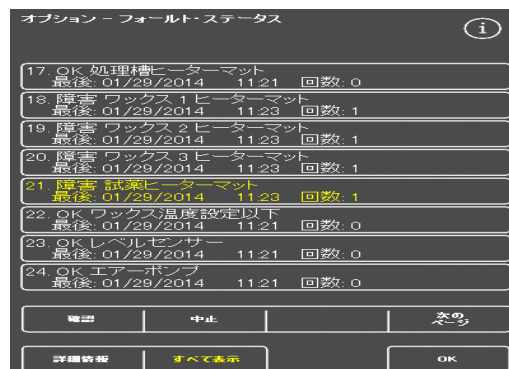 オプション - フォールト・ステータス
i
17. OK 処理槽ヒーターマット
最後: 01/29/2014 11:21 回数: 0
18. 障害 ワックス 1 ヒーターマット
最後: 01/29/2014 11:23 回数: 1
19. 障害 ワックス 2 ヒーターマット
最後: 01/29/2014 11:23 回数: 1
20. 障害 ワックス 3 ヒーターマット
最後: 01/29/2014 11:23 回数: 1
21. 障害 試薬ヒーターマット
最後: 01/29/2014 11:23 回数: 1
22. OK ワックス温度設定以下
最後: 01/29/2014 11:21 回数: 0
23. OK レベルセンサー
最後: 01/29/2014 11:21 回数: 0
24. OK エアーポンプ
最後: 01/29/2014 11:21 回数: 0
確認 中止 次の
ページ
詳細情報 すべて表示 OK